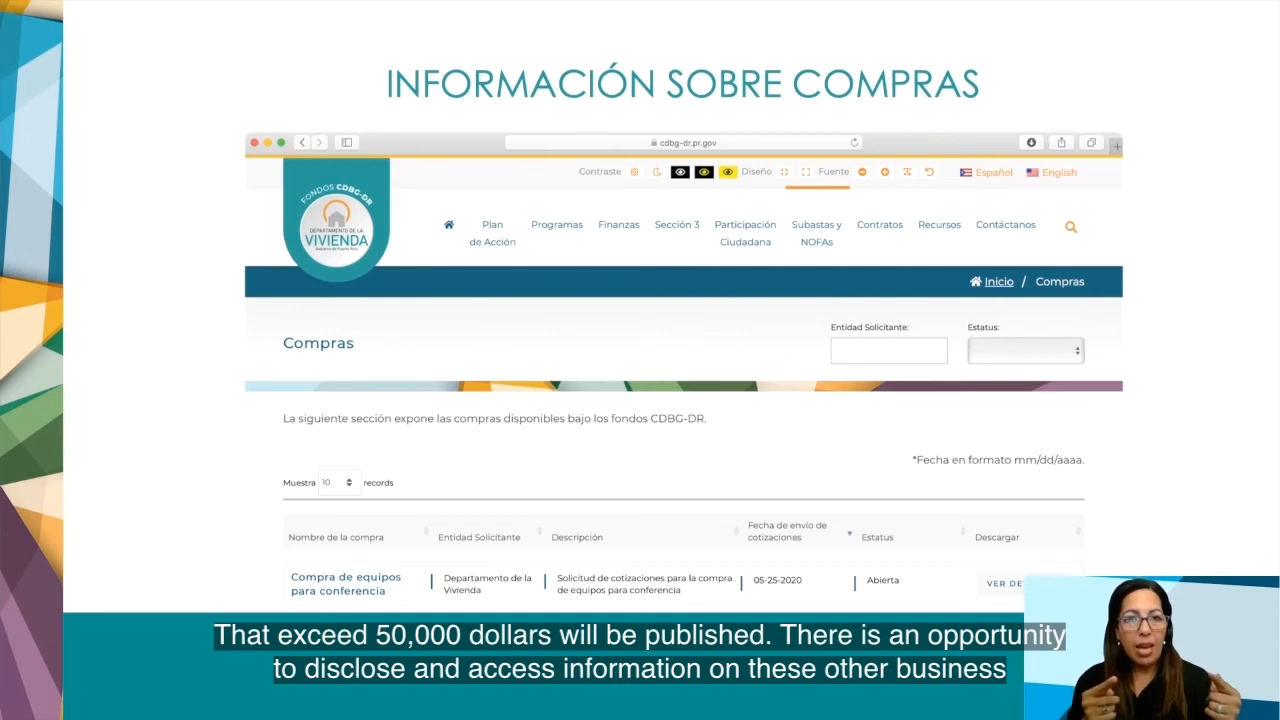 INFORMACIÓN SOBRE COMPRAS
cdbg-dr.pr.gov
Contraste Diseño Fuente Español English
FONDOS CDBG-DR
DEPARTAMENTO DE LA
VIVIENDA
Gobierno de Puerto Rico
Plan de Acción
Programas
Finanzas
Sección 3
Participación Ciudadana
Subastas y NOFAs
Contratos
Recursos
Contáctanos
Inicio / Compras
Compras
Entidad Solicitante:
Estatus:
La siguiente sección expone las compras disponibles bajo los fondos CDBG-DR.
*Fecha en formato mm/dd/aaaa.
Muestra 10 records
Nombre de la compra
Entidad Solicitante
Descripción
Fecha de envío de cotizaciones
Estatus
Descargar
Compra de equipos para conferencia
Departamento de la Vivienda
Solicitud de cotizaciones para la compra de equipos para conferencia
05-25-2020
Abierta
VER DE
That exceed 50,000 dollars will be published. There is an opportunity
to disclose and access information on these other business